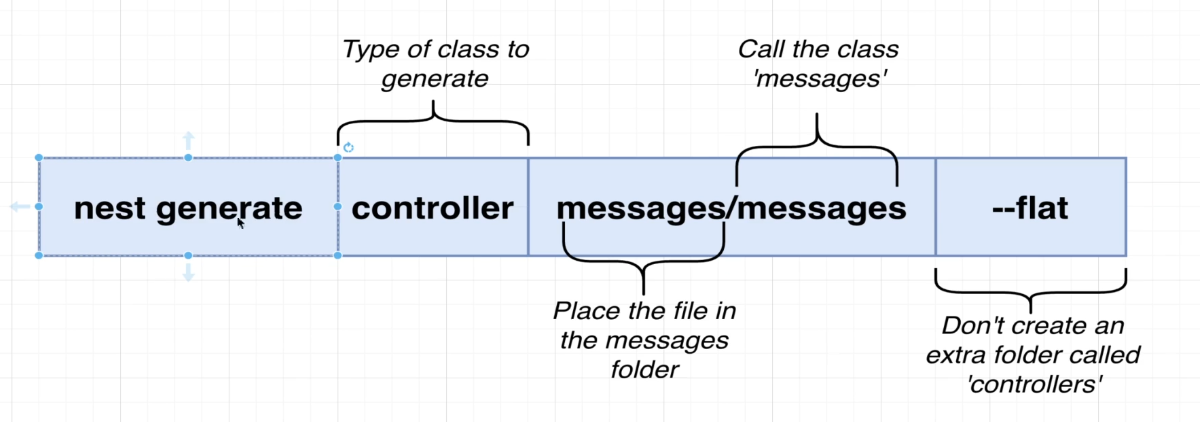 Type of class to
generate
Call the class
'messages'
nest generate
controller
messages/messages
--flat
Place the file in
the messages
folder
Don't create an
extra folder called
'controllers'